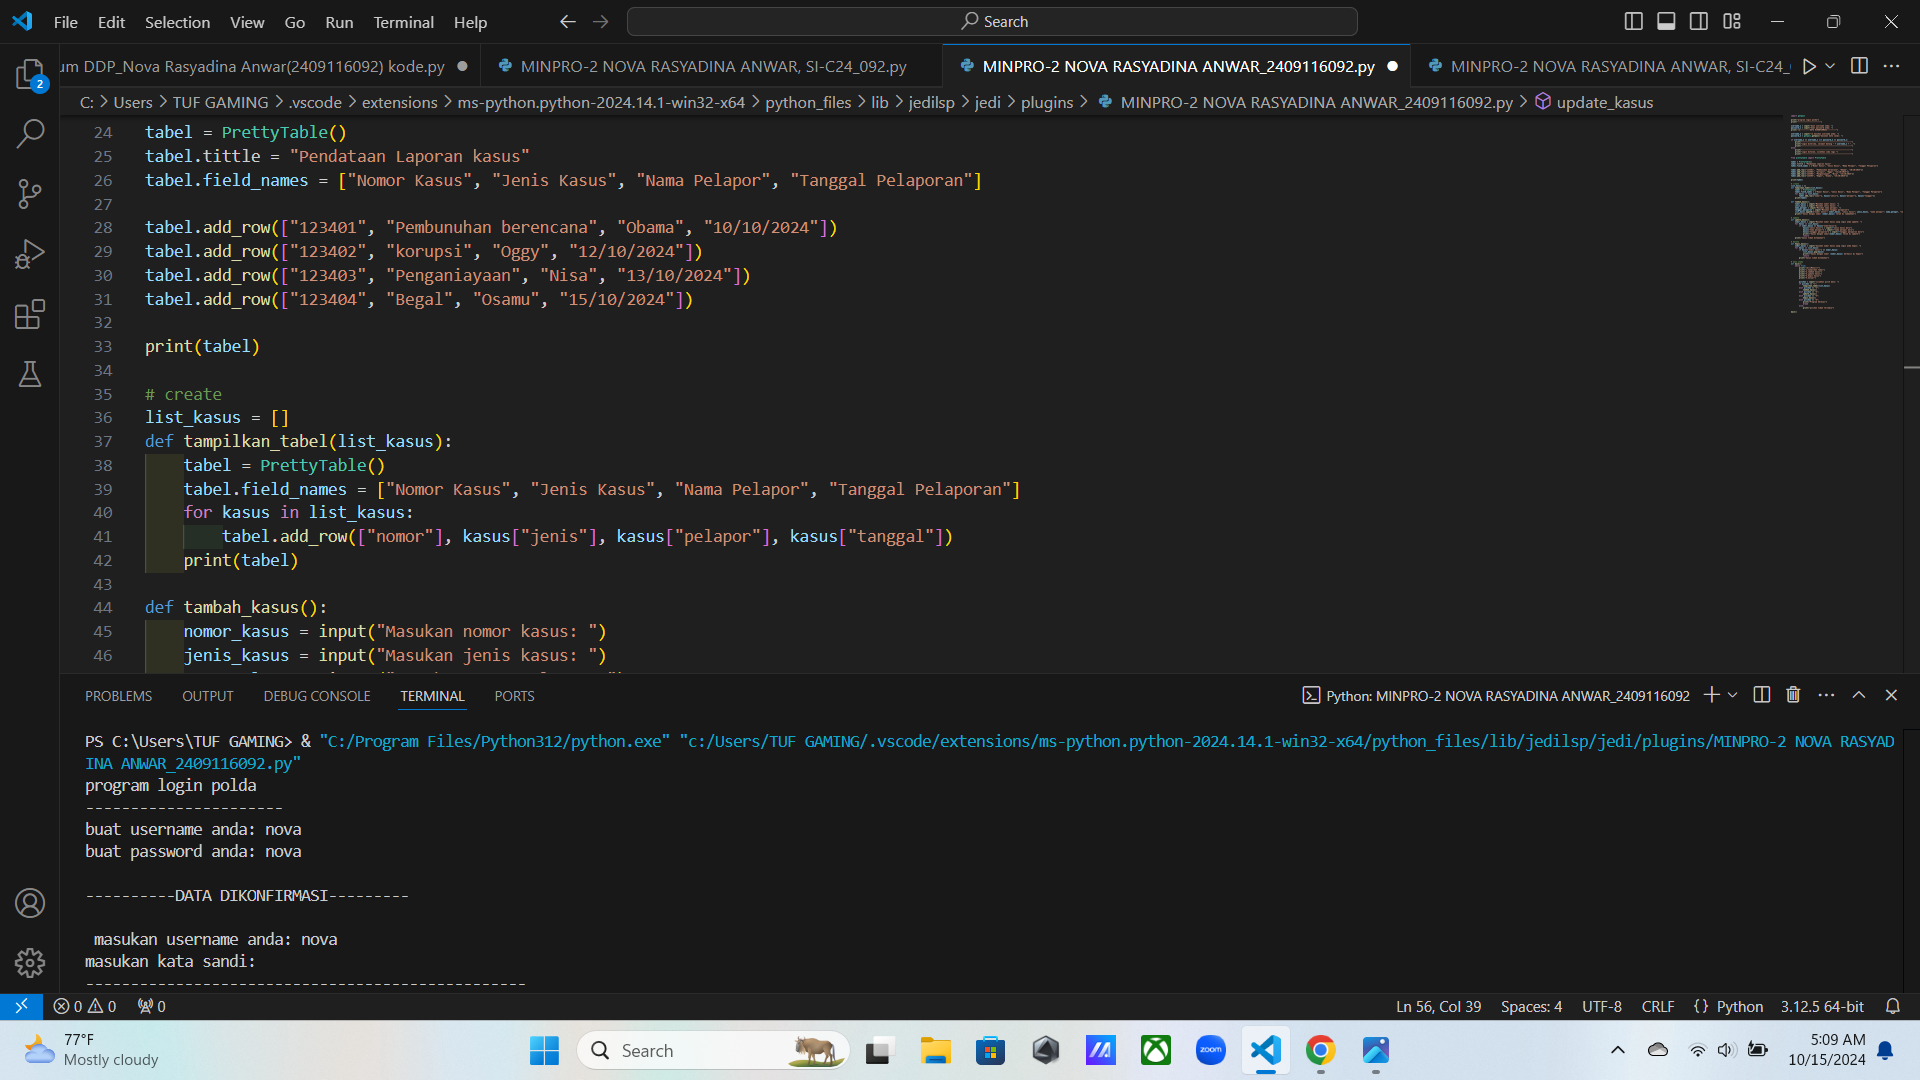 File Edit Selection View Go Run Terminal Help
Search
um DDP_Nova Rasyadina Anwar(2409116092) kode.py
MINPRO-2 NOVA RASYADINA ANWAR, SI-C24_092.py
MINPRO-2 NOVA RASYADINA ANWAR_2409116092.py
MINPRO-2 NOVA RASYADINA ANWAR, SI-C24_
2
C: > Users > TUF GAMING > .vscode > extensions > ms-python.python-2024.14.1-win32-x64 > python_files > lib > jedilsp > jedi > plugins > MINPRO-2 NOVA RASYADINA ANWAR_2409116092.py > update_kasus
24 tabel = PrettyTable()
25 tabel.tittle = "Pendataan Laporan kasus"
26 tabel.field_names = ["Nomor Kasus", "Jenis Kasus", "Nama Pelapor", "Tanggal Pelaporan"]
27
28 tabel.add_row(["123401", "Pembunuhan berencana", "Obama", "10/10/2024"])
29 tabel.add_row(["123402", "korupsi", "Oggy", "12/10/2024"])
30 tabel.add_row(["123403", "Penganiayaan", "Nisa", "13/10/2024"])
31 tabel.add_row(["123404", "Begal", "Osamu", "15/10/2024"])
32
33 print(tabel)
34
35 # create
36 list_kasus = []
37 def tampilkan_tabel(list_kasus):
38     tabel = PrettyTable()
39     tabel.field_names = ["Nomor Kasus", "Jenis Kasus", "Nama Pelapor", "Tanggal Pelaporan"]
40     for kasus in list_kasus:
41         tabel.add_row(["nomor"], kasus["jenis"], kasus["pelapor"], kasus["tanggal"])
42     print(tabel)
43
44 def tambah_kasus():
45     nomor_kasus = input("Masukan nomor kasus: ")
46     jenis_kasus = input("Masukan jenis kasus: ")
PROBLEMS OUTPUT DEBUG CONSOLE TERMINAL PORTS
Python: MINPRO-2 NOVA RASYADINA ANWAR_2409116092
PS C:\Users\TUF GAMING> & "C:/Program Files/Python312/python.exe" "c:/Users/TUF GAMING/.vscode/extensions/ms-python.python-2024.14.1-win32-x64/python_files/lib/jedilsp/jedi/plugins/MINPRO-2 NOVA RASYAD
INA ANWAR_2409116092.py"
program login polda
----------------------
buat username anda: nova
buat password anda: nova
----------DATA DIKONFIRMASI---------
masukan username anda: nova
masukan kata sandi:
-------------------------------------------------
0 0 0
Ln 56, Col 39 Spaces: 4 UTF-8 CRLF {} Python 3.12.5 64-bit
77°F
Mostly cloudy
Search
zoom
5:09 AM
10/15/2024